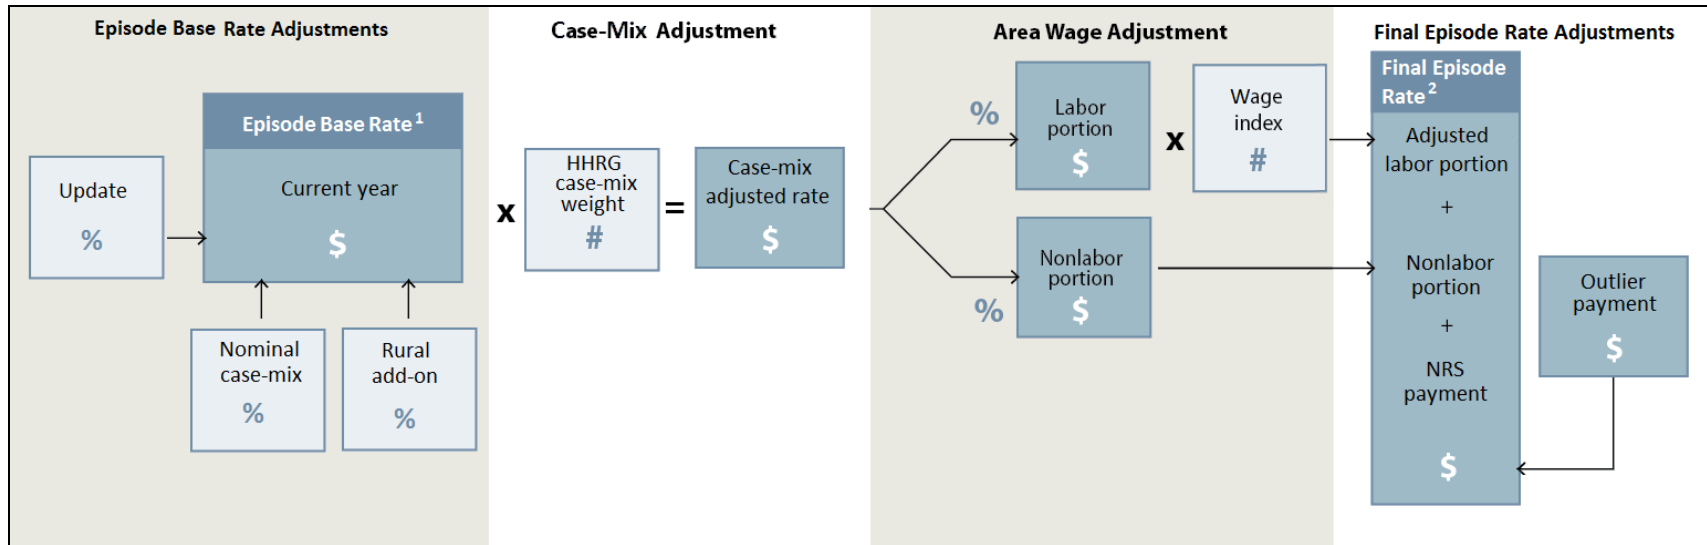 Episode Base Rate Adjustments
Case-Mix Adjustment
Area Wage Adjustment
Final Episode Rate Adjustments
Update
%
Episode Base Rate1
Current year
$
Nominal
case-mix
%
Rural
add-on
%
x
HHRG
case-mix
weight
#
=
Case-mix
adjusted rate
$
%
Labor
portion
$
x
Wage
index
#
%
Nonlabor
portion
$
Final Episode
Rate2
Adjusted
labor portion
+
Nonlabor
portion
+
NRS
payment
$
Outlier
payment
$